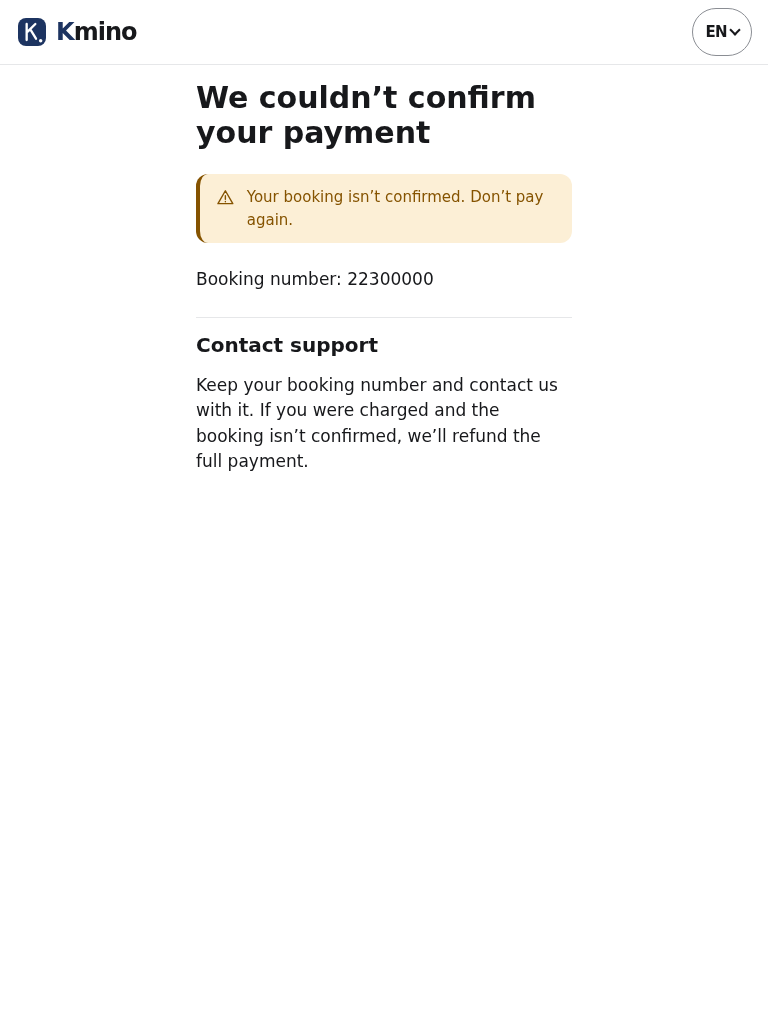 K.
Kmino
EN
We couldn’t confirm
your payment
Your booking isn’t confirmed. Don’t pay
again.
Booking number: 22300000
Contact support
Keep your booking number and contact us
with it. If you were charged and the
booking isn’t confirmed, we’ll refund the
full payment.